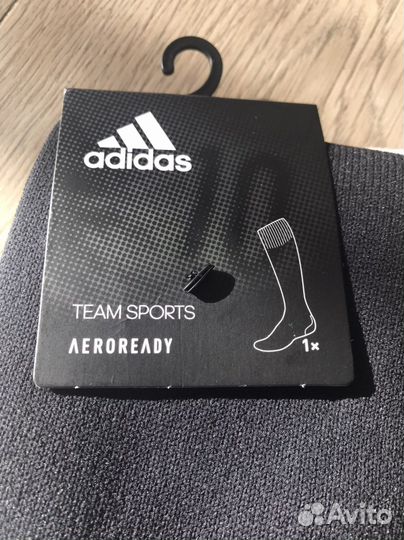 adidas
TEAM SPORTS
AEROREADY
1×
Avito